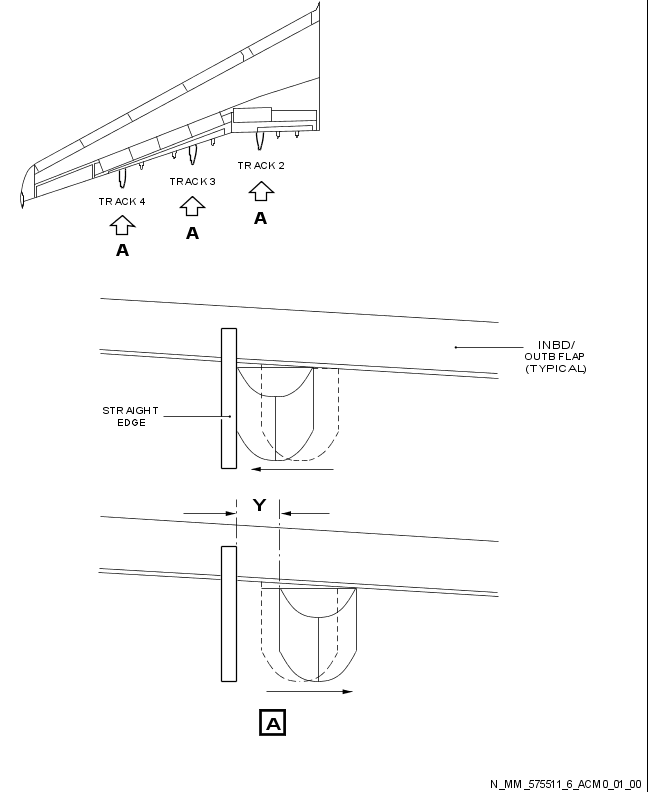 TRACK 2
TRACK 3
TRACK 4
A
A
A
INBD/
OUTB FLAP
(TYPICAL)
STRAIGHT
EDGE
Y
A
N_MM_575511_6_ACM0_01_00